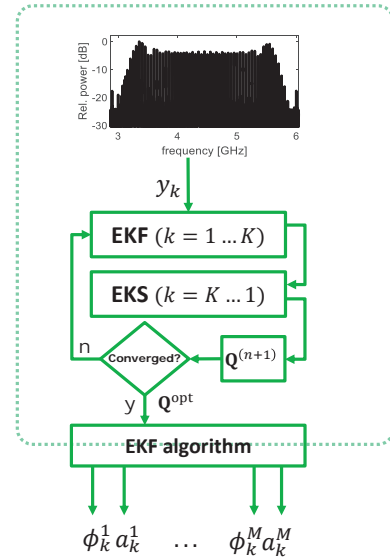 Rel. power [dB]
0
-10
-20
-30
3 4 5 6
frequency [GHz]
y_k
EKF (k = 1 … K)
EKS (k = K … 1)
n
Converged?
Q^(n+1)
y
Q^opt
EKF algorithm
ϕ_k^1 a_k^1 … ϕ_k^M a_k^M